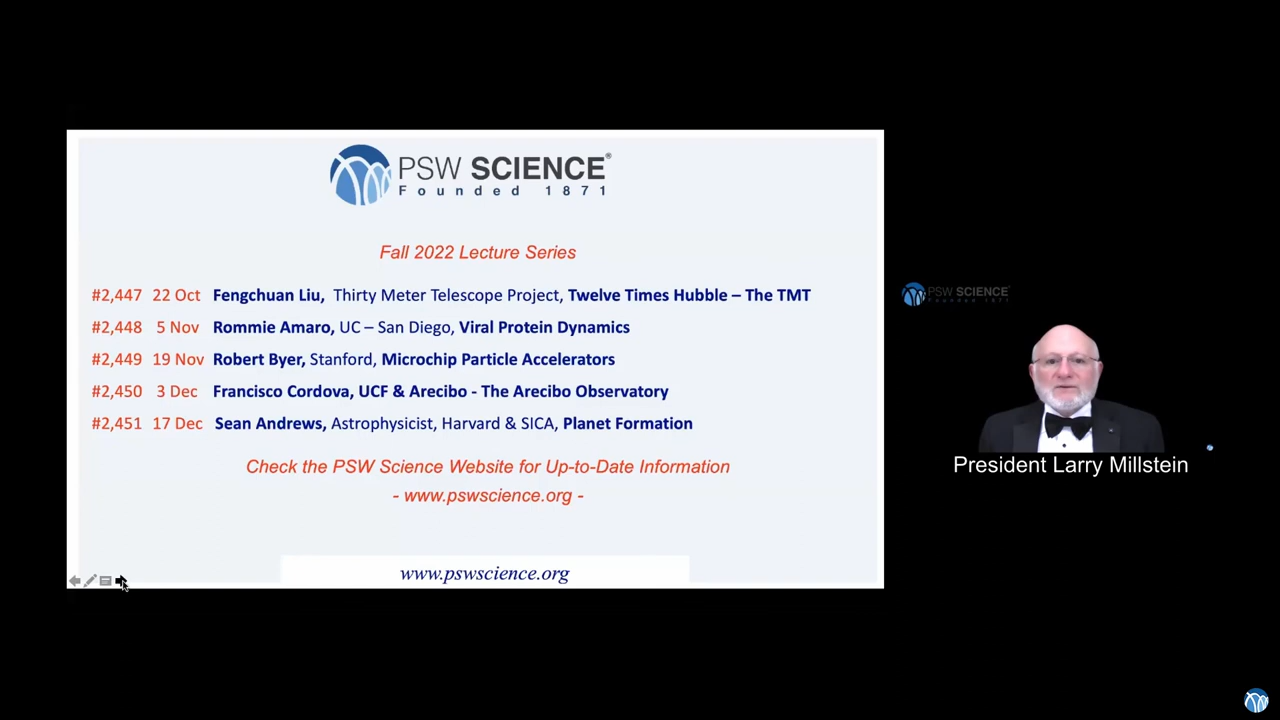 PSW SCIENCE®
Founded 1871
Fall 2022 Lecture Series
#2,447 22 Oct Fengchuan Liu, Thirty Meter Telescope Project, Twelve Times Hubble – The TMT
#2,448 5 Nov Rommie Amaro, UC – San Diego, Viral Protein Dynamics
#2,449 19 Nov Robert Byer, Stanford, Microchip Particle Accelerators
#2,450 3 Dec Francisco Cordova, UCF & Arecibo - The Arecibo Observatory
#2,451 17 Dec Sean Andrews, Astrophysicist, Harvard & SICA, Planet Formation
Check the PSW Science Website for Up-to-Date Information
- www.pswscience.org -
www.pswscience.org
PSW SCIENCE
Founded 1871
President Larry Millstein